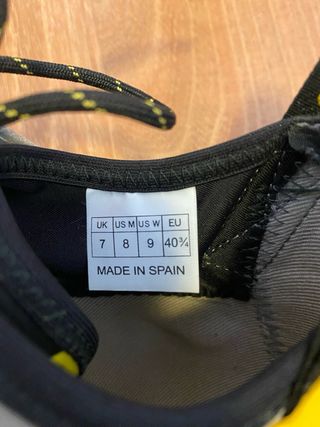 UK US M US W EU
7 8 9 40¾
MADE IN SPAIN